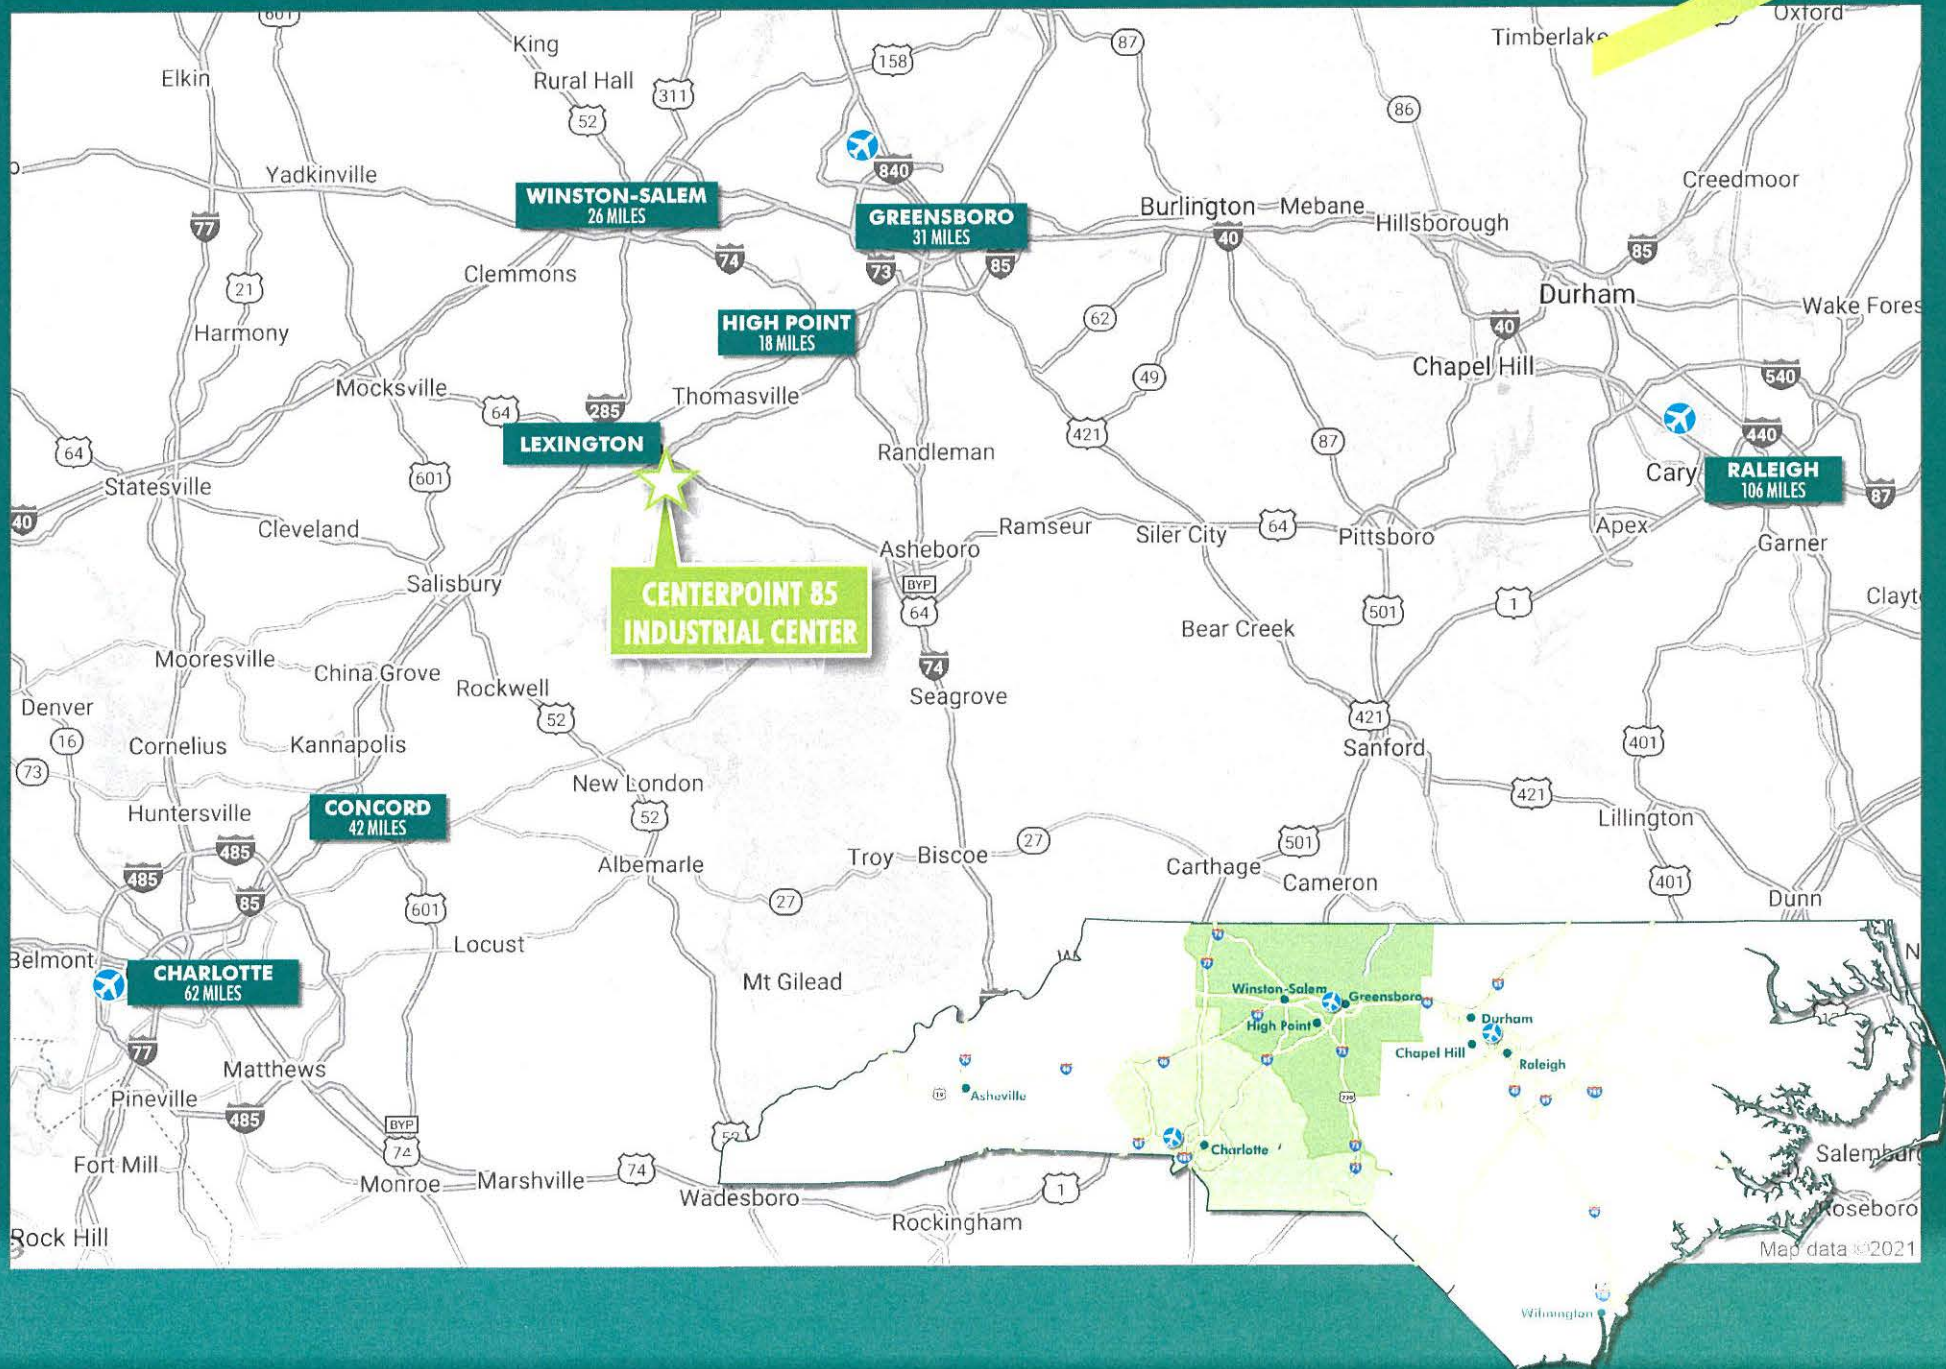 601
Oxford
King
Timberlake
87
158
Elkin
Rural Hall
311
86
52
840
Yadkinville
Creedmoor
WINSTON-SALEM
26 MILES
GREENSBORO
31 MILES
Burlington
Mebane
Hillsborough
77
40
85
74
73
85
Clemmons
21
Durham
Wake Fores
62
HIGH POINT
18 MILES
40
Harmony
Chapel Hill
49
540
Mocksville
64
285
Thomasville
LEXINGTON
421
87
440
64
Randleman
601
Statesville
Cary
RALEIGH
106 MILES
87
40
Cleveland
Ramseur
Siler City
64
Pittsboro
Apex
Garner
Asheboro
Salisbury
BYP
64
CENTERPOINT 85
INDUSTRIAL CENTER
501
1
Clayt
Bear Creek
Mooresville
China Grove
74
Rockwell
Seagrove
Denver
52
421
16
Cornelius
Kannapolis
Sanford
401
73
New London
421
Huntersville
CONCORD
42 MILES
52
Lillington
485
27
501
485
Albemarle
Troy
Biscoe
Carthage
Cameron
401
85
601
27
Dunn
Locust
Belmont
CHARLOTTE
62 MILES
Mt Gilead
N
77
77
Winston-Salem
Greensboro
High Point
Durham
Chapel Hill
Raleigh
77
Matthews
Asheville
19
220
Pineville
485
BYP
74
52
Charlotte
Fort Mill
Monroe
Marshville
74
Wadesboro
1
Salemburg
Rockingham
Roseboro
Rock Hill
Map data ©2021
Wilmington